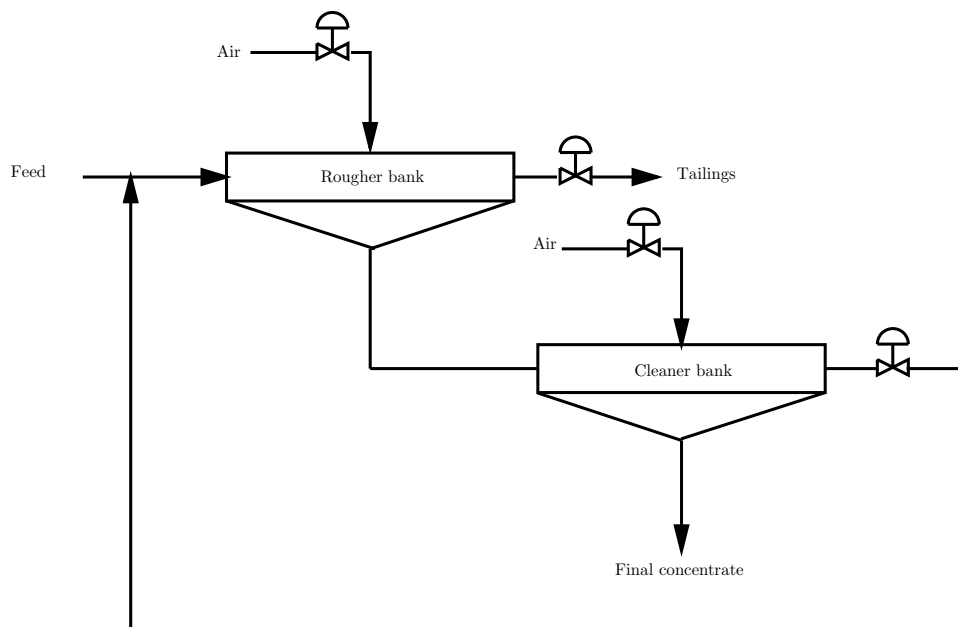 Air
Feed
Rougher bank
Tailings
Air
Cleaner bank
Final concentrate